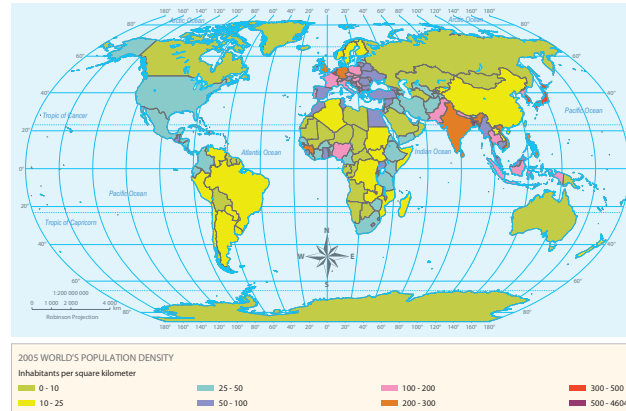 180° 160° 140° 120° 100° 80° 60° 40° 20° 0° 20° 40° 60° 80° 100° 120° 140° 160° 180°
Arctic Ocean Arctic Ocean
80° 80°
60° 60°
40° 40°
Tropic of Cancer Pacific Ocean
20° 20°
Atlantic Ocean Indian Ocean
0° 0°
Pacific Ocean
20° 20°
Tropic of Capricorn
40° 40°
N
W E
S
60° 60°
1:200 000 000
0 1 000 2 000 4 000
km
Robinson Projection
80° 80°
180° 160° 140° 120° 100° 80° 60° 40° 20° 0° 20° 40° 60° 80° 100° 120° 140° 160° 180°
2005 WORLD'S POPULATION DENSITY
Inhabitants per square kilometer
0 - 10 25 - 50 100 - 200 300 - 500
10 - 25 50 - 100 200 - 300 500 - 4604